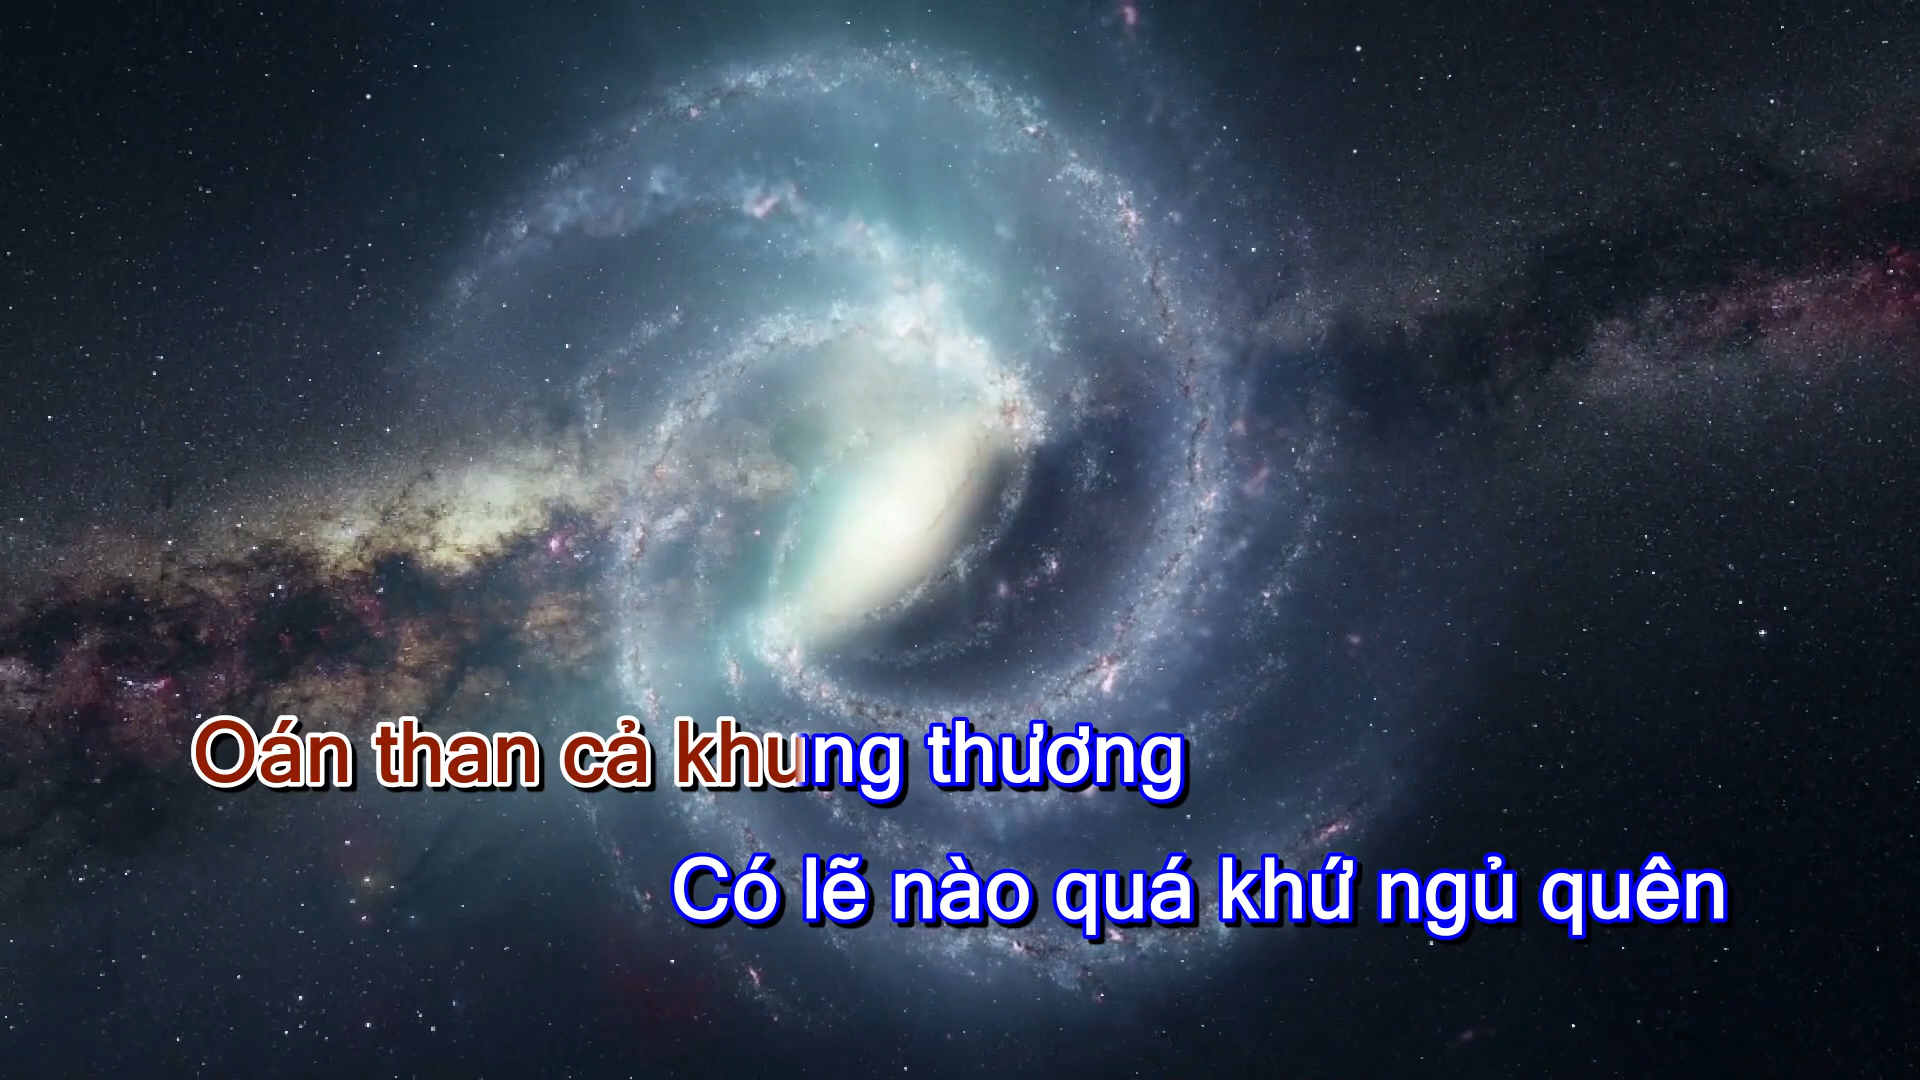 Oán than cả khung thương
Có lẽ nào quá khứ ngủ quên